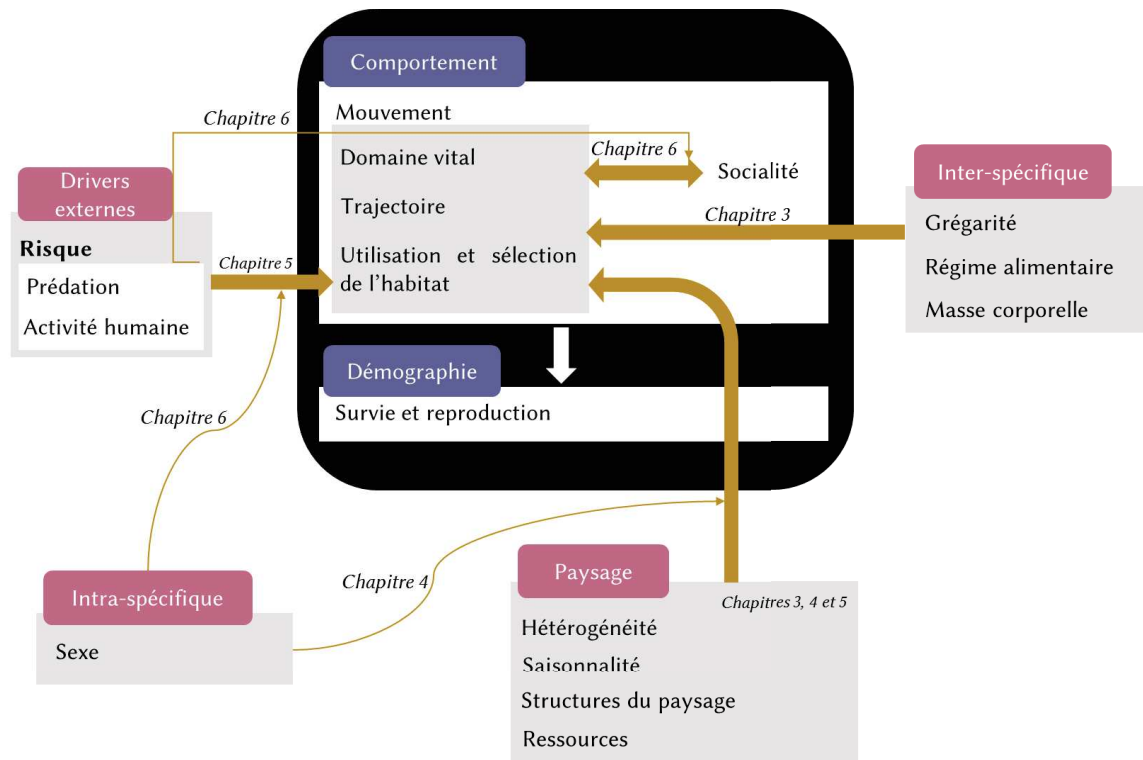 Comportement
Mouvement
Chapitre 6
Domaine vital
Chapitre 6
Socialité
Trajectoire
Utilisation et sélection
de l'habitat
Drivers
externes
Risque
Prédation
Activité humaine
Chapitre 5
Inter-spécifique
Chapitre 3
Grégarité
Régime alimentaire
Masse corporelle
Démographie
Survie et reproduction
Chapitre 6
Intra-spécifique
Sexe
Chapitre 4
Paysage
Chapitres 3, 4 et 5
Hétérogénéité
Saisonnalité
Structures du paysage
Ressources